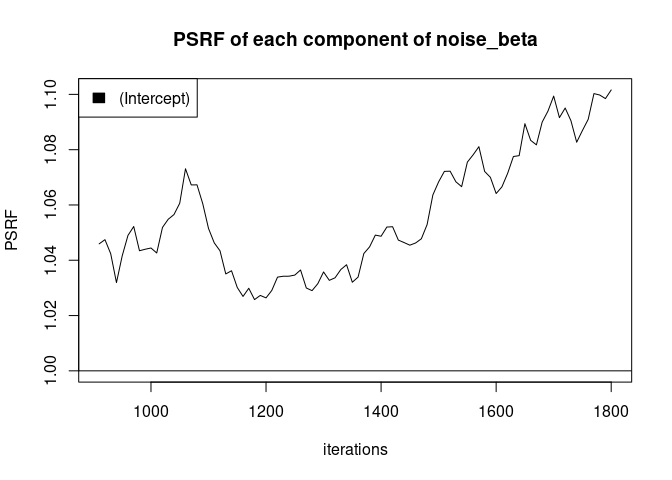 PSRF of each component of noise_beta
(Intercept)
PSRF
1.10
1.08
1.06
1.04
1.02
1.00
1000 1200 1400 1600 1800
iterations